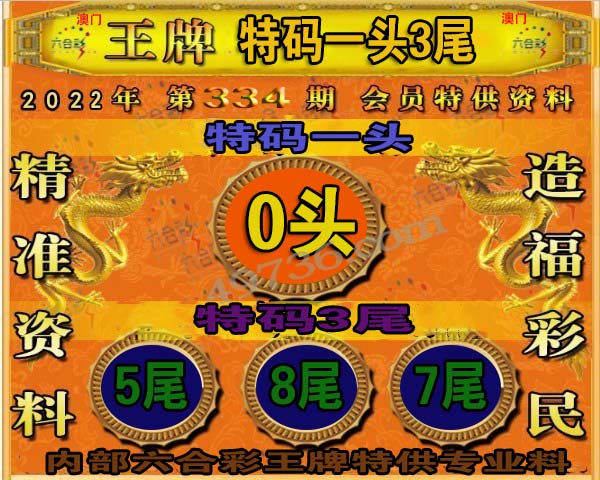 澳门 澳门
六合彩 王牌 特码一头3尾 六合彩
2022年 第334期 会员特供资料
特码一头
精准资料
0头
造福彩民
特码3尾
5尾 8尾 7尾
内部六合彩王牌特供专业料